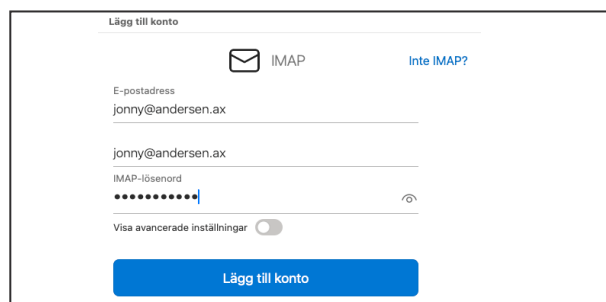 Lägg till konto
IMAP
Inte IMAP?
E-postadress
jonny@andersen.ax
jonny@andersen.ax
IMAP-lösenord
•••••••••••
Visa avancerade inställningar
Lägg till konto